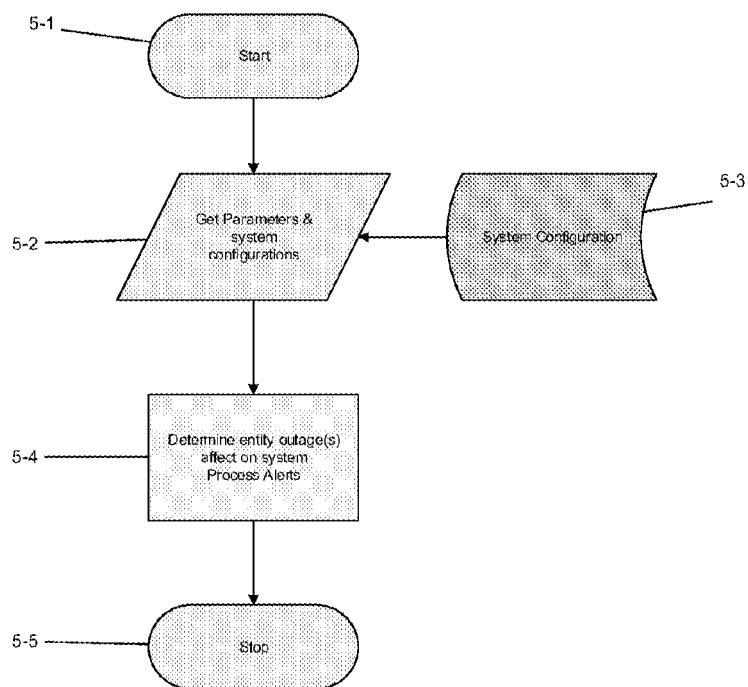 5-1
Start
5-2
Get Parameters &
system
configurations
5-3
System Configuration
5-4
Determine entity outage(s)
affect on system
Process Alerts
5-5
Stop